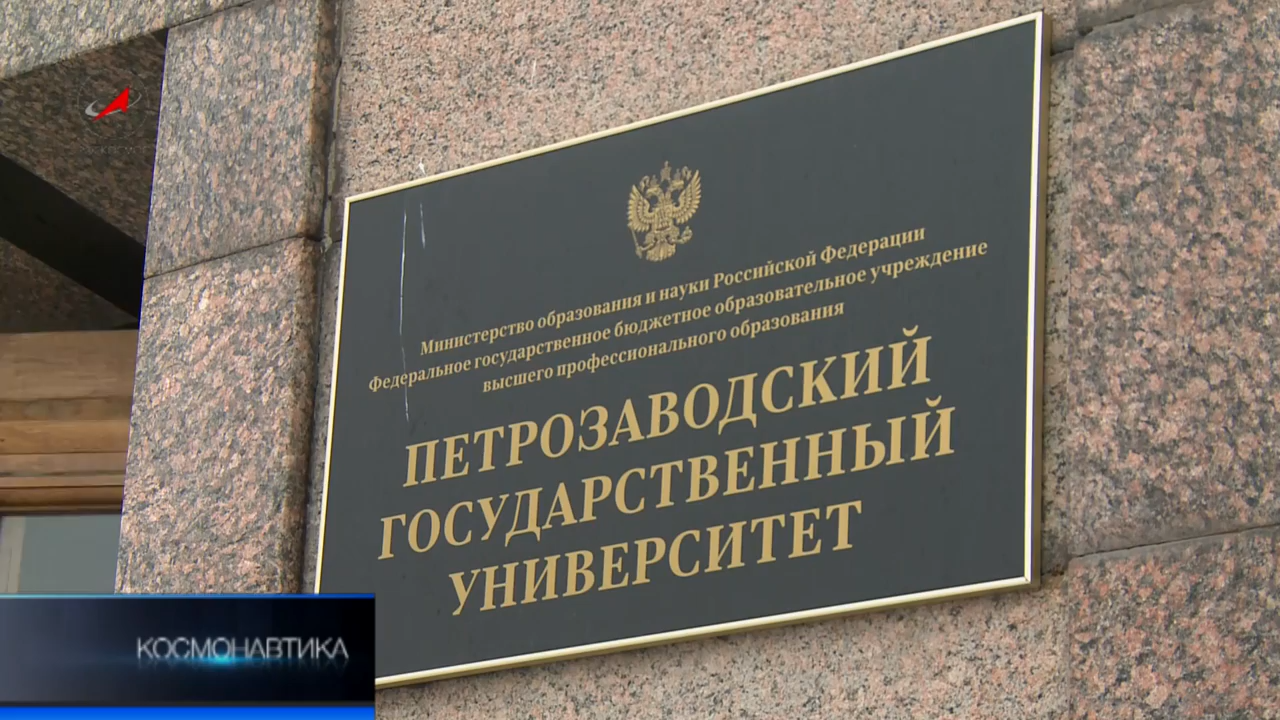 Министерство образования и науки Российской Федерации
Федеральное государственное бюджетное образовательное учреждение
высшего профессионального образования
ПЕТРОЗАВОДСКИЙ
ГОСУДАРСТВЕННЫЙ
УНИВЕРСИТЕТ
КОСМОНАВТИКА